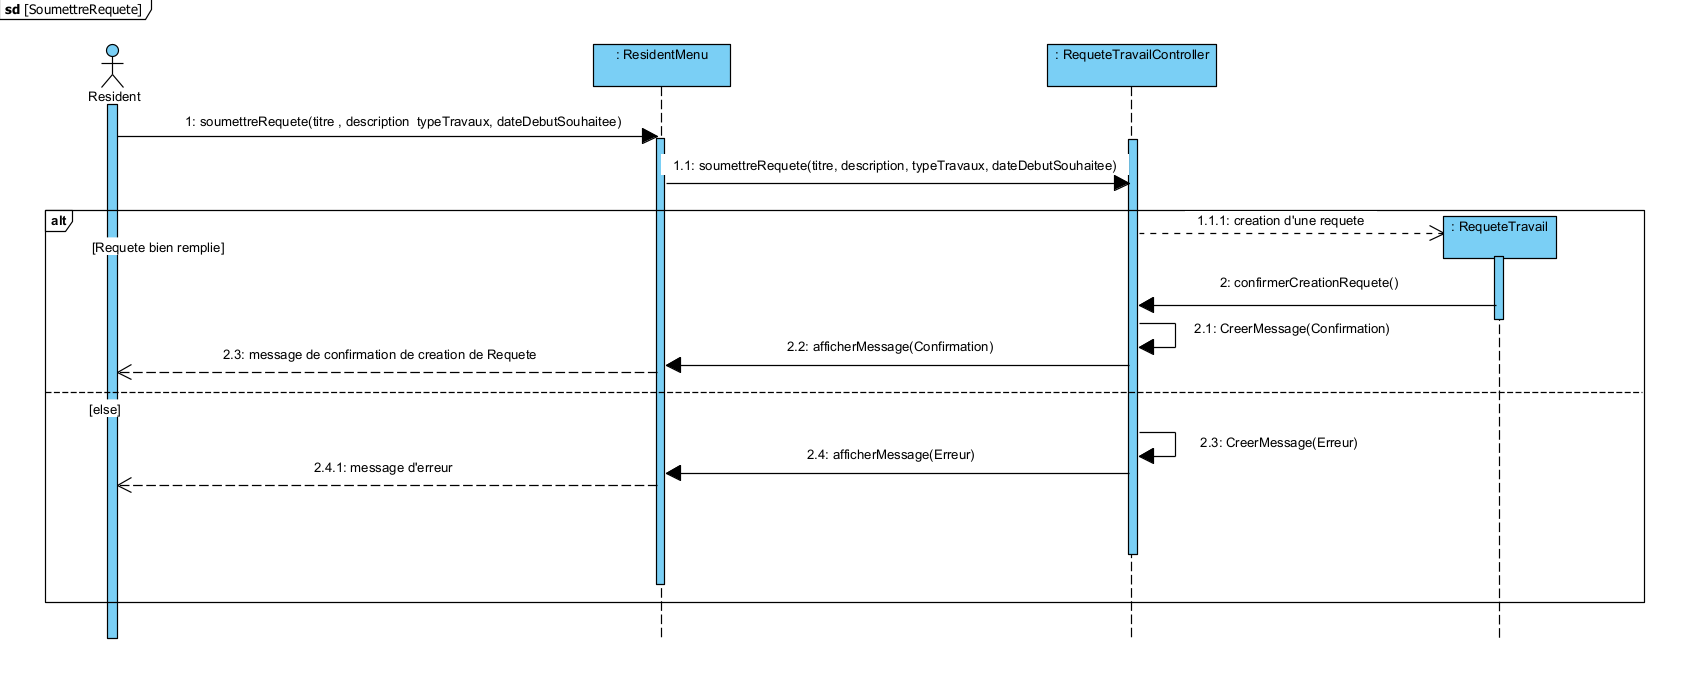 sd [SoumettreRequete]
: ResidentMenu
: RequeteTravailController
Resident
1: soumettreRequete(titre , description  typeTravaux, dateDebutSouhaitee)
1.1: soumettreRequete(titre, description, typeTravaux, dateDebutSouhaitee)
alt
1.1.1: creation d'une requete
: RequeteTravail
[Requete bien remplie]
2: confirmerCreationRequete()
2.1: CreerMessage(Confirmation)
2.2: afficherMessage(Confirmation)
2.3: message de confirmation de creation de Requete
[else]
2.3: CreerMessage(Erreur)
2.4: afficherMessage(Erreur)
2.4.1: message d'erreur